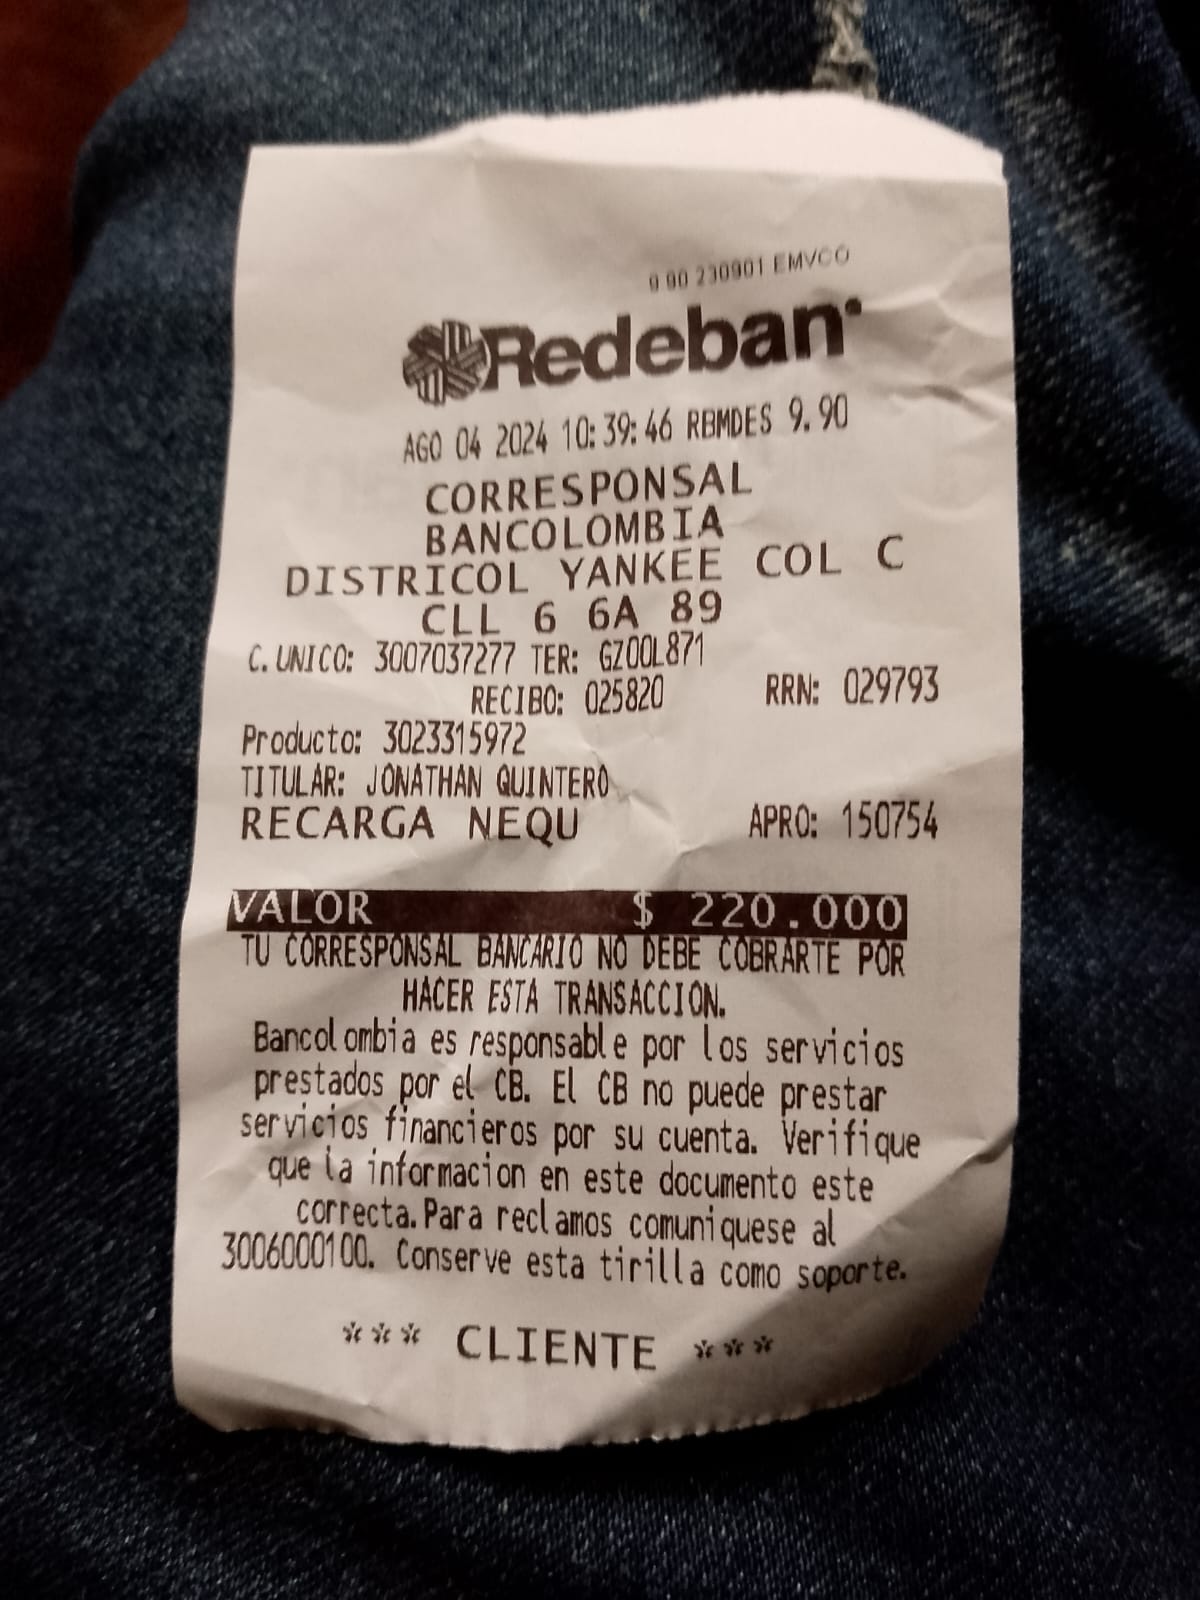 9 90 230901 EMVCO
Redeban
AGO 04 2024 10:39:46 RBMDES 9.90
CORRESPONSAL
BANCOLOMBIA
DISTRICOL YANKEE COL C
CLL 6 6A 89
C. UNICO: 3007037277 TER: GZ00L871
RECIBO: 025820 RRN: 029793
Producto: 3023315972
TITULAR: JONATHAN QUINTERO
RECARGA NEQU APRO: 150754
VALOR $ 220.000
TU CORRESPONSAL BANCARIO NO DEBE COBRARTE POR
HACER ESTA TRANSACCION.
Bancolombia es responsable por los servicios
prestados por el CB. El CB no puede prestar
servicios financieros por su cuenta. Verifique
que la informacion en este documento este
correcta. Para reclamos comuniquese al
3006000100. Conserve esta tirilla como soporte.
*** CLIENTE ***